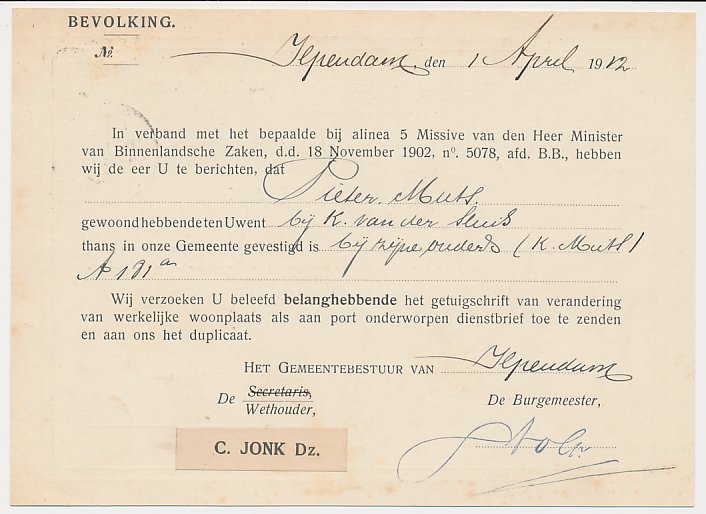 BEVOLKING.
No.
Ilpendam, den 1 April 1912
In verband met het bepaalde bij alinea 5 Missive van den Heer Minister
van Binnenlandsche Zaken, d.d. 18 November 1902, no. 5078, afd. B.B., hebben
wij de eer U te berichten, dat
Pieter Muts
gewoond hebbende ten Uwent bij K. van der Sluis
thans in onze Gemeente gevestigd is bij zijne ouders (K. Muts)
A 181 a
Wij verzoeken U beleefd belanghebbende het getuigschrift van verandering
van werkelijke woonplaats als aan port onderworpen dienstbrief toe te zenden
en aan ons het duplicaat.
HET GEMEENTEBESTUUR VAN Ilpendam
De Secretaris,
Wethouder,
De Burgemeester,
C. JONK Dz.